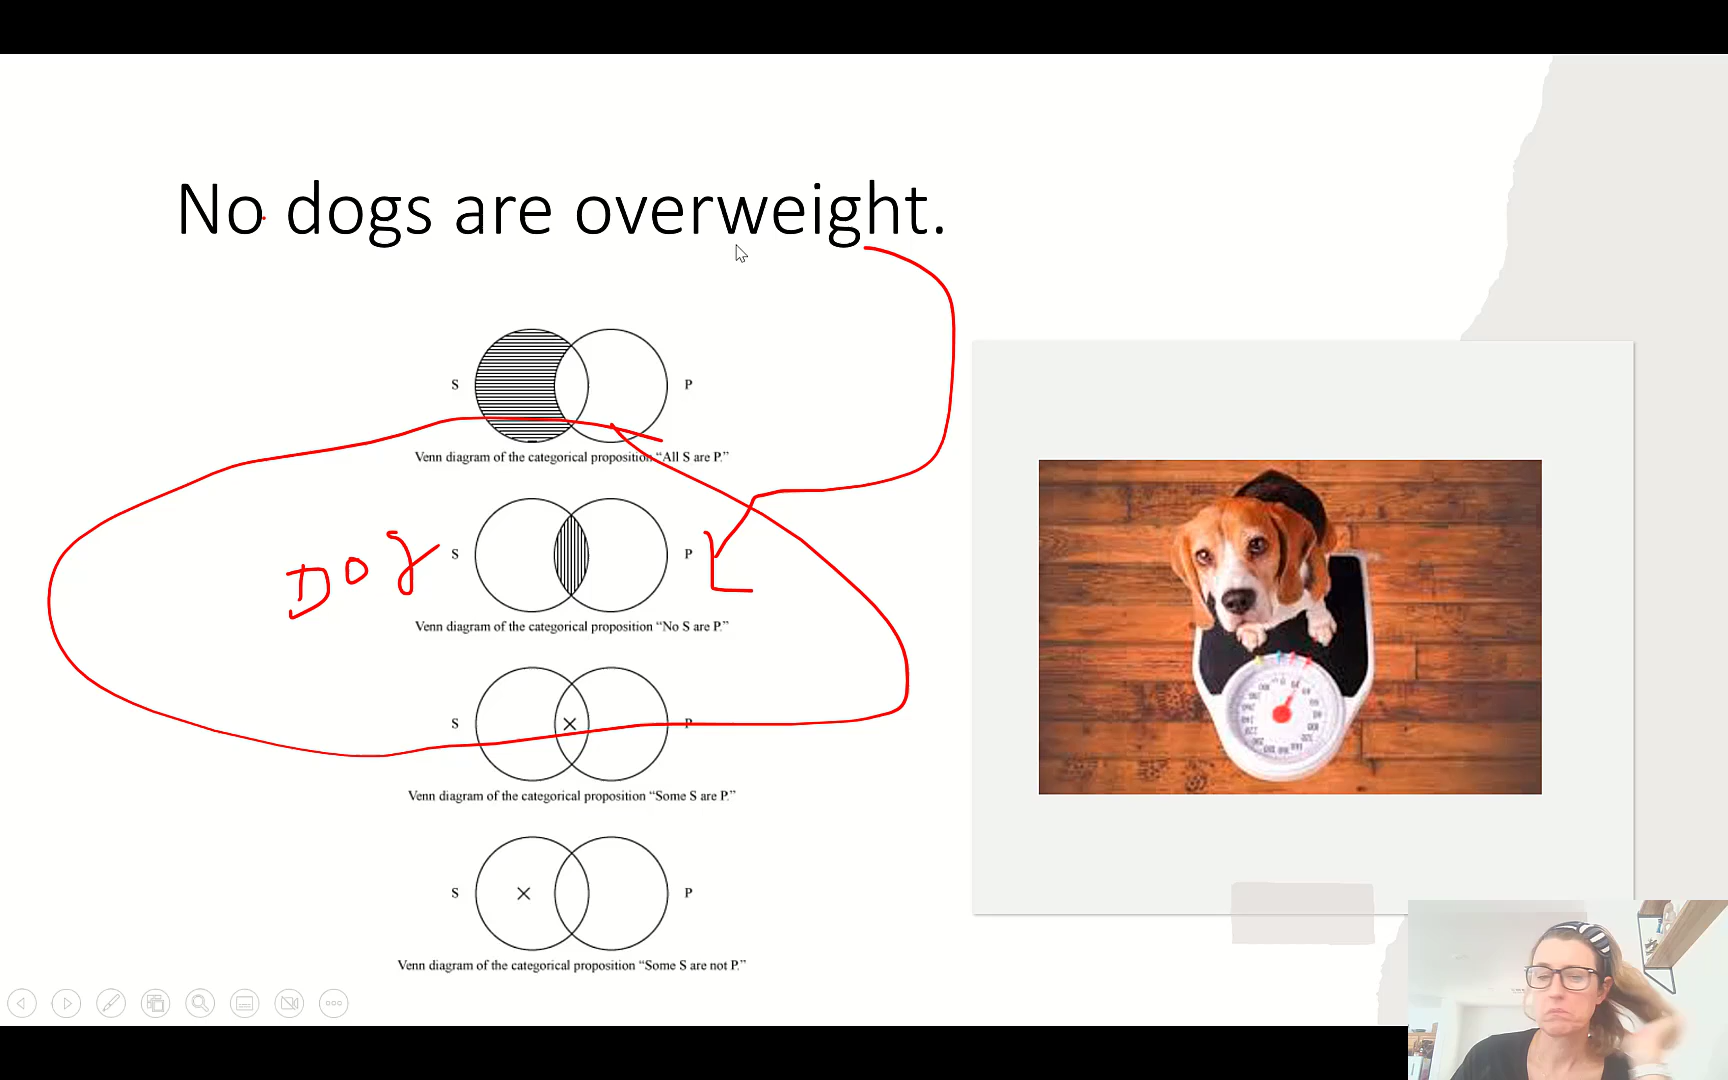 No dogs are overweight.
S P
Venn diagram of the categorical proposition “All S are P.”
Dog S P
Venn diagram of the categorical proposition “No S are P.”
S P
Venn diagram of the categorical proposition “Some S are P.”
S P
Venn diagram of the categorical proposition “Some S are not P.”